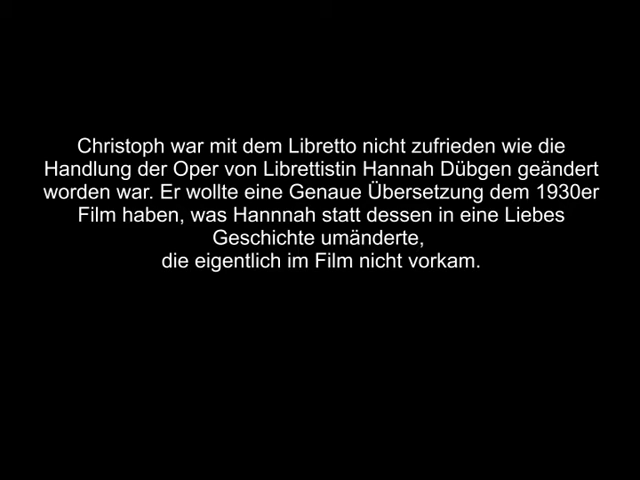 Christoph war mit dem Libretto nicht zufrieden wie die
Handlung der Oper von Librettistin Hannah Dübgen geändert
worden war. Er wollte eine Genaue Übersetzung dem 1930er
Film haben, was Hannnah statt dessen in eine Liebes
Geschichte umänderte,
die eigentlich im Film nicht vorkam.